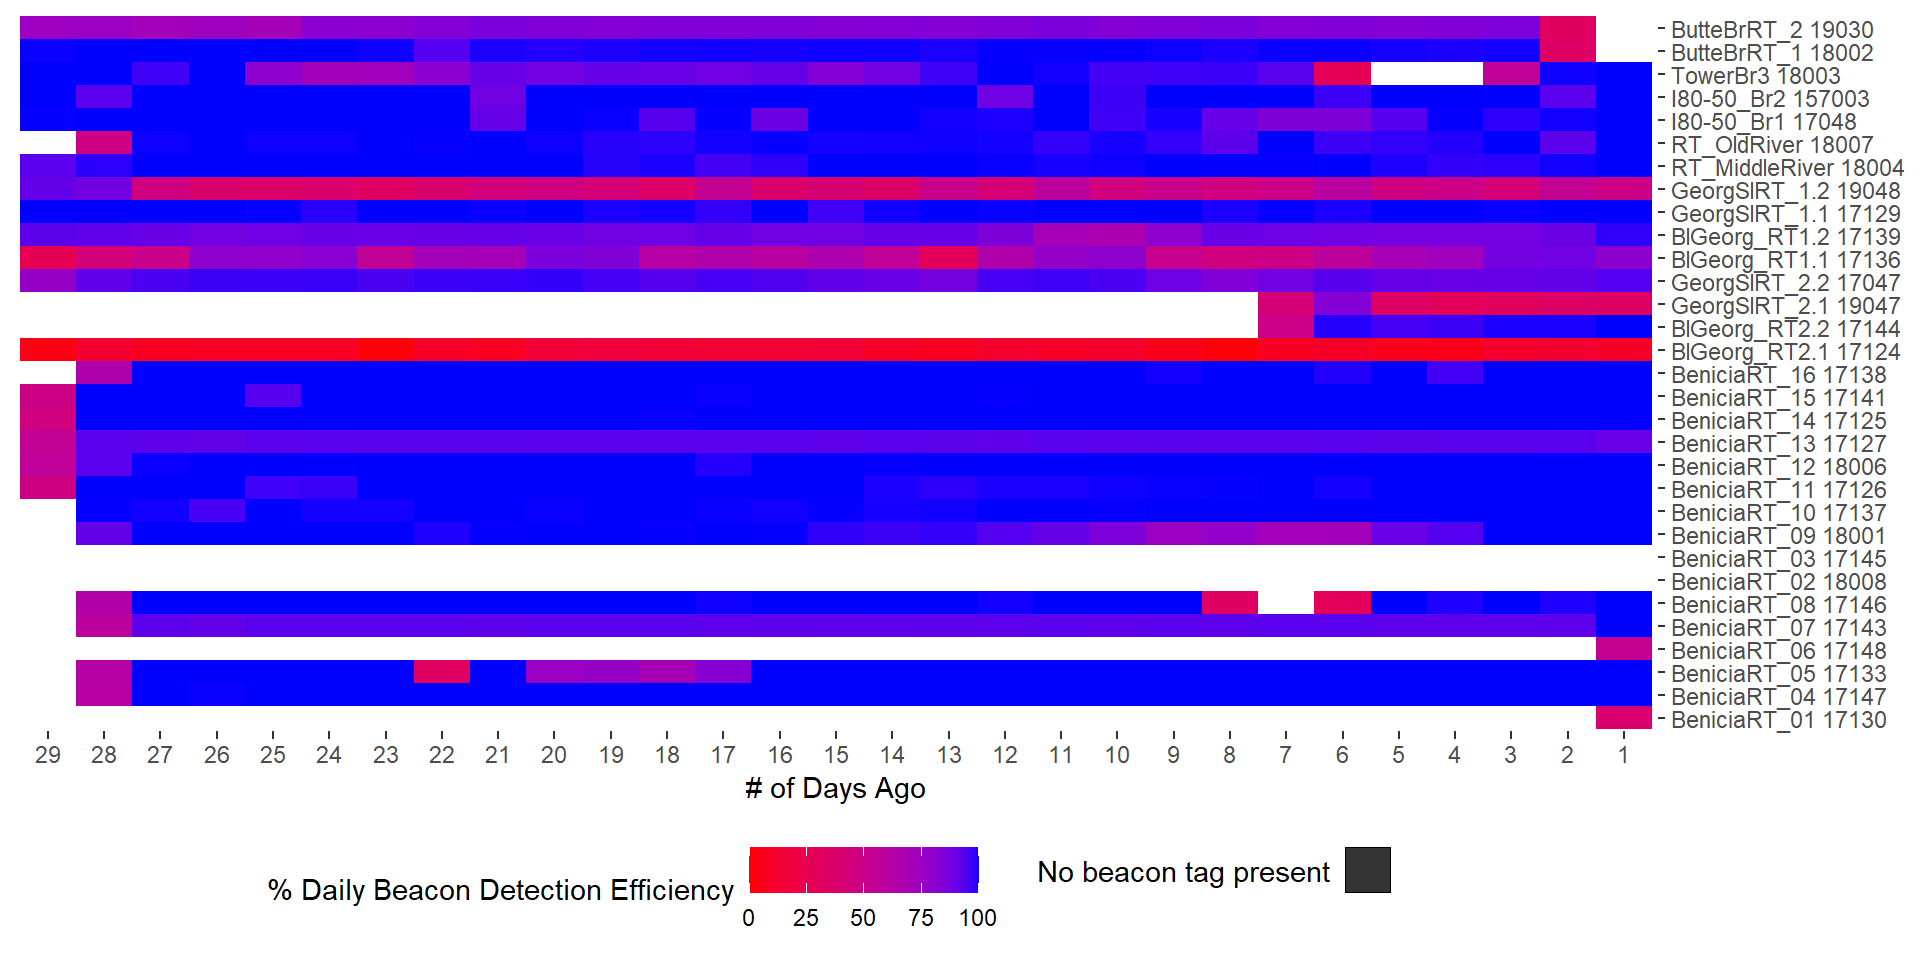 ButteBrRT_2 19030
ButteBrRT_1 18002
TowerBr3 18003
I80-50_Br2 157003
I80-50_Br1 17048
RT_OldRiver 18007
RT_MiddleRiver 18004
GeorgSlRT_1.2 19048
GeorgSlRT_1.1 17129
BlGeorg_RT1.2 17139
BlGeorg_RT1.1 17136
GeorgSlRT_2.2 17047
GeorgSlRT_2.1 19047
BlGeorg_RT2.2 17144
BlGeorg_RT2.1 17124
BeniciaRT_16 17138
BeniciaRT_15 17141
BeniciaRT_14 17125
BeniciaRT_13 17127
BeniciaRT_12 18006
BeniciaRT_11 17126
BeniciaRT_10 17137
BeniciaRT_09 18001
BeniciaRT_03 17145
BeniciaRT_02 18008
BeniciaRT_08 17146
BeniciaRT_07 17143
BeniciaRT_06 17148
BeniciaRT_05 17133
BeniciaRT_04 17147
BeniciaRT_01 17130
29 28 27 26 25 24 23 22 21 20 19 18 17 16 15 14 13 12 11 10 9 8 7 6 5 4 3 2 1
# of Days Ago
% Daily Beacon Detection Efficiency
0 25 50 75 100
No beacon tag present